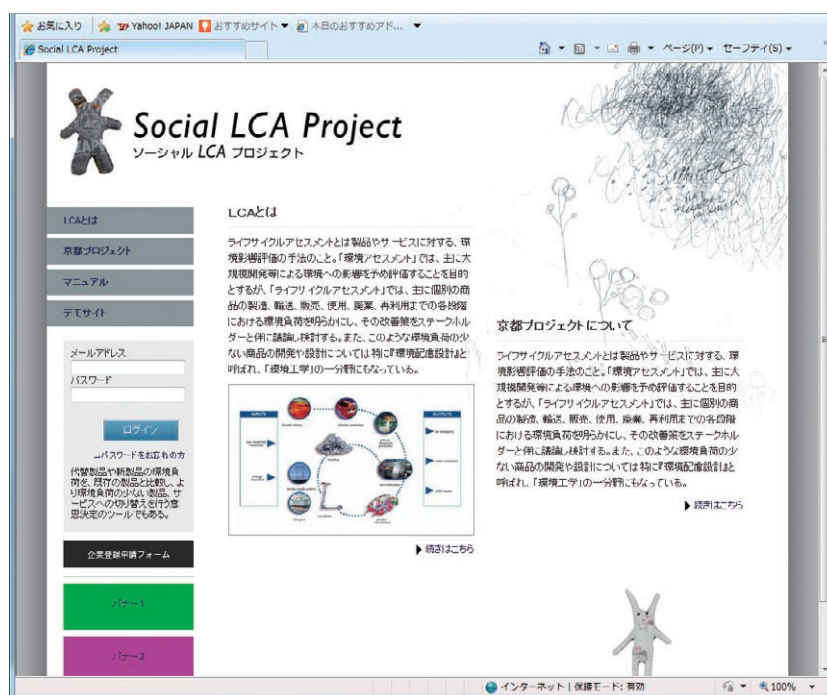 お気に入り
Yahoo! JAPAN
おすすめサイト
本日のおすすめアド...
Social LCA Project
ページ(P)
セーフティ(S)
Social LCA Project
ソーシャル LCA プロジェクト
LCAとは
京都プロジェクト
マニュアル
デモサイト
メールアドレス
パスワード
ログイン
パスワードをお忘れの方
代替製品や新製品の環境負
荷を、既存の製品と比較し、よ
り環境負荷の少ない製品、サ
ービスへの切り替えを行う意
思決定のツールでもある。
企業登録申請フォーム
バナー1
バナー2
LCAとは
ライフサイクルアセスメントとは製品やサービスに対する、環
境影響評価の手法のこと。「環境アセスメント」では、主に大
規模開発等による環境への影響を予め評価することを目的
とするが、「ライフサイクルアセスメント」では、主に個別の商
品の製造、輸送、販売、使用、廃棄、再利用までの各段階
における環境負荷を明らかにし、その改善策をステークホル
ダーと伴に議論し検討する。また、このような環境負荷の少
ない商品の開発や設計については特に『環境配慮設計』と
呼ばれ、「環境工学」の一分野にもなっている。
INPUTS
OUTPUTS
続きはこちら
京都プロジェクトについて
ライフサイクルアセスメントとは製品やサービスに対する、環
境影響評価の手法のこと。「環境アセスメント」では、主に大
規模開発等による環境への影響を予め評価することを目的
とするが、「ライフサイクルアセスメント」では、主に個別の商
品の製造、輸送、販売、使用、廃棄、再利用までの各段階
における環境負荷を明らかにし、その改善策をステークホル
ダーと伴に議論し検討する。また、このような環境負荷の少
ない商品の開発や設計については特に『環境配慮設計』と
呼ばれ、「環境工学」の一分野にもなっている。
続きはこちら
インターネット | 保護モード: 有効
100%